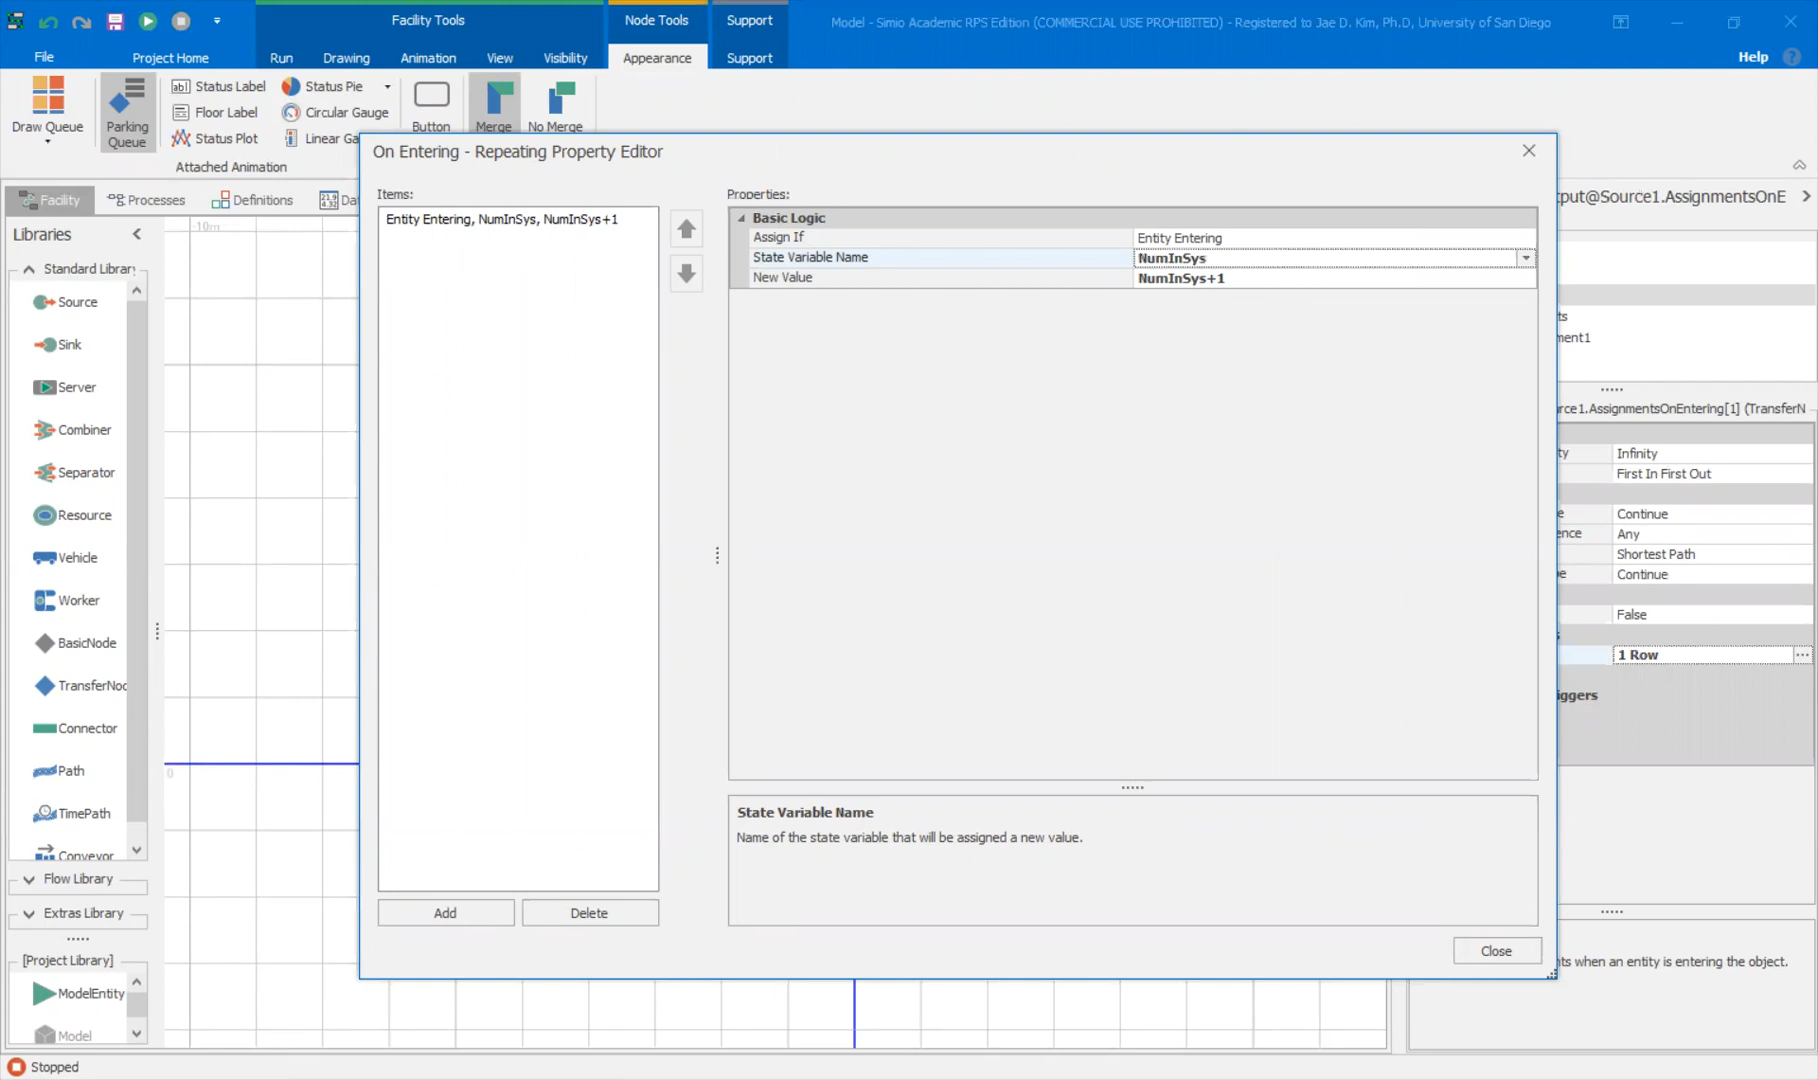 Facility Tools
Node Tools
Support
Model - Simio Academic RPS Edition (COMMERCIAL USE PROHIBITED) - Registered to Jae D. Kim, Ph.D, University of San Diego
File
Project Home
Run
Drawing
Animation
View
Visibility
Appearance
Support
Help
Draw Queue
Parking Queue
Status Label
Floor Label
Status Plot
Status Pie
Circular Gauge
Linear Ga
Button
Merge
No Merge
Attached Animation
On Entering - Repeating Property Editor
Facility
Processes
Definitions
Da
put@Source1.AssignmentsOnE
Libraries
Standard Library
Source
Sink
Server
Combiner
Separator
Resource
Vehicle
Worker
BasicNode
TransferNod
Connector
Path
TimePath
Conveyor
Flow Library
Extras Library
[Project Library]
ModelEntity
Model
-10m
0
Items:
Entity Entering, NumInSys, NumInSys+1
Add
Delete
Properties:
Basic Logic
Assign If Entity Entering
State Variable Name NumInSys
New Value NumInSys+1
State Variable Name
Name of the state variable that will be assigned a new value.
Close
ts
ment1
rce1.AssignmentsOnEntering[1] (TransferN
ty Infinity
First In First Out
e Continue
ence Any
Shortest Path
pe Continue
False
s
1 Row
iggers
nts when an entity is entering the object.
Stopped